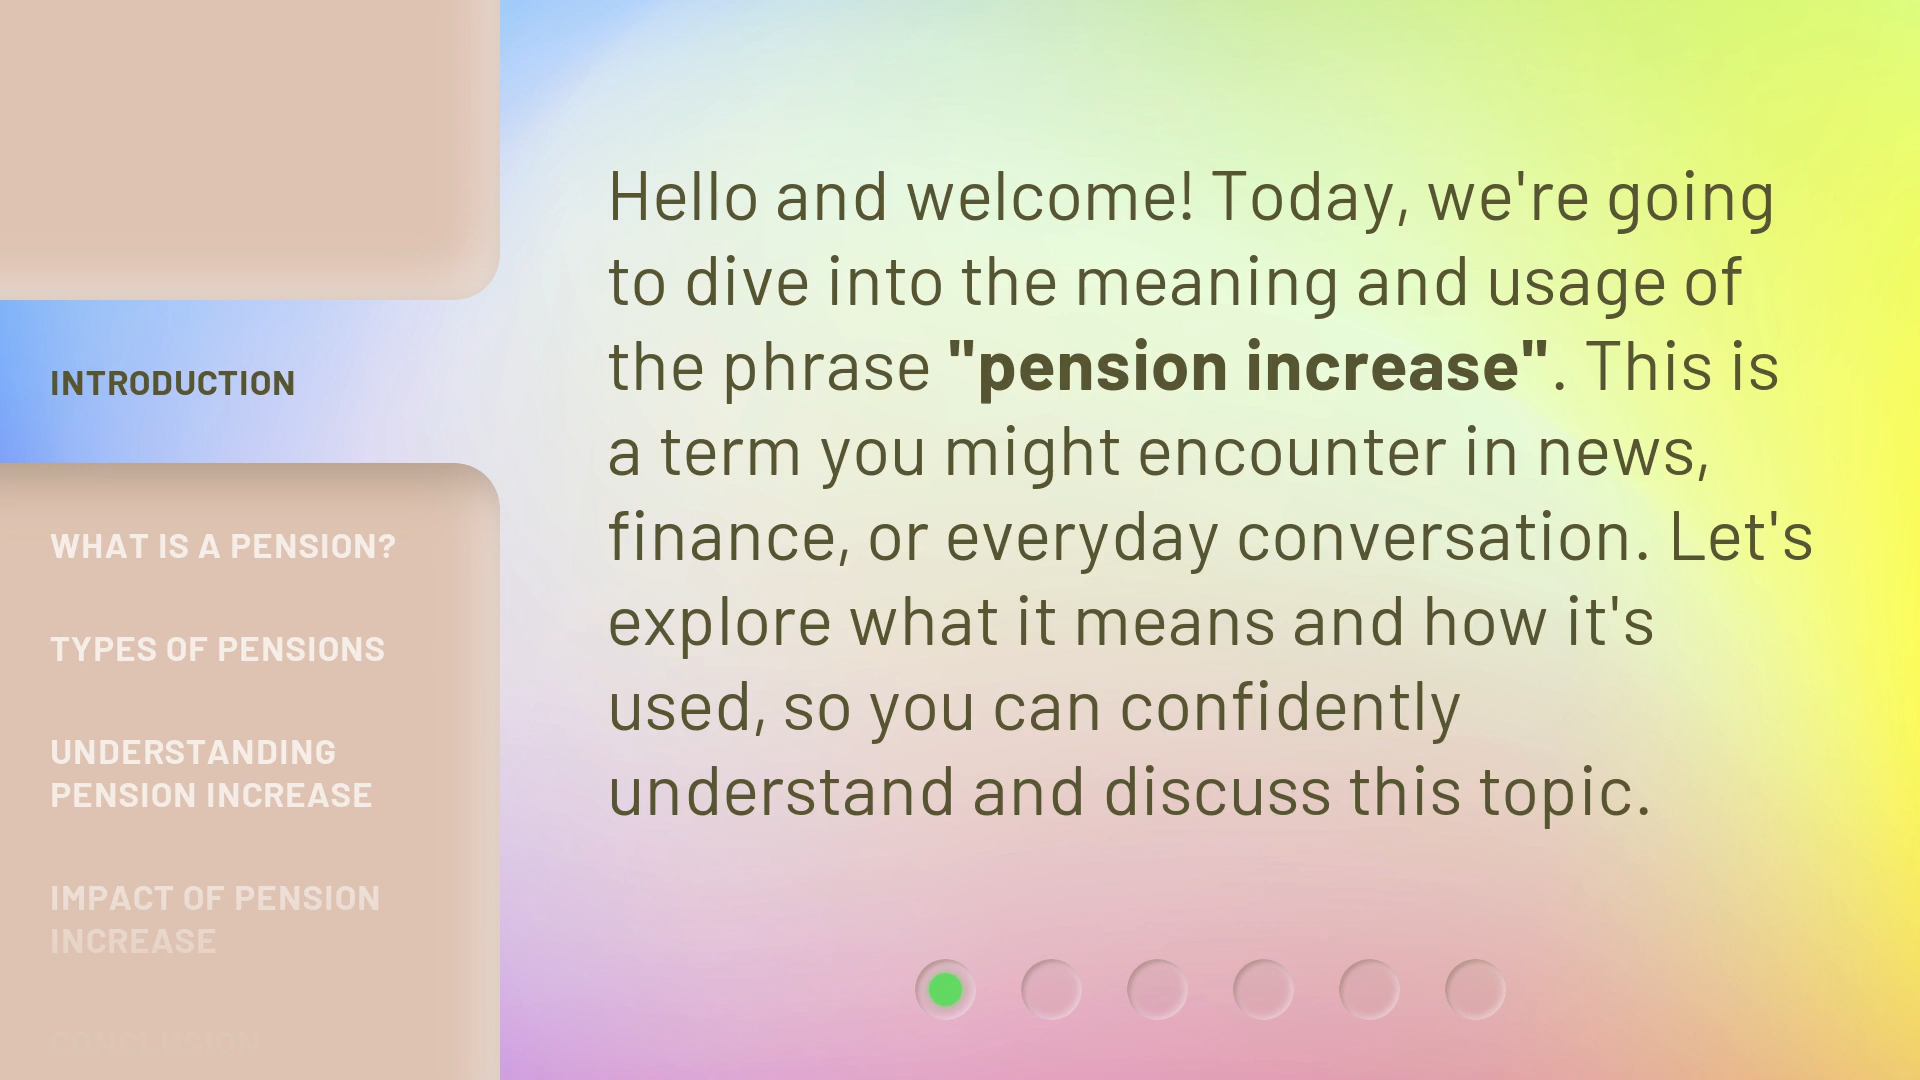 INTRODUCTION
WHAT IS A PENSION?
TYPES OF PENSIONS
UNDERSTANDING
PENSION INCREASE
IMPACT OF PENSION
INCREASE
CONCLUSION
Hello and welcome! Today, we're going
to dive into the meaning and usage of
the phrase "pension increase". This is
a term you might encounter in news,
finance, or everyday conversation. Let's
explore what it means and how it's
used, so you can confidently
understand and discuss this topic.